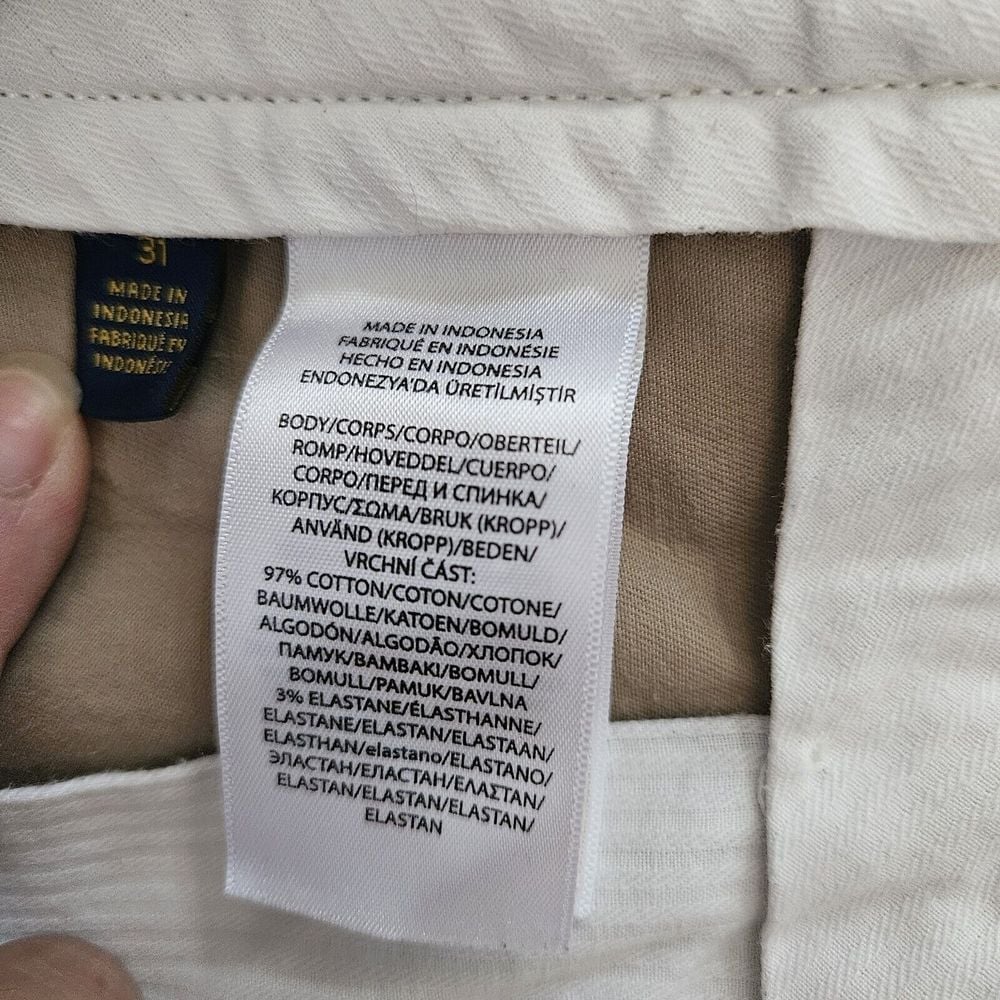 31
MADE IN
INDONESIA
FABRIQUÉ EN
INDONÉSIE
MADE IN INDONESIA
FABRIQUÉ EN INDONÉSIE
HECHO EN INDONESIA
ENDONEZYA'DA ÜRETİLMİŞTİR
BODY/CORPS/CORPO/OBERTEIL/
ROMP/HOVEDDEL/CUERPO/
CORPO/ПЕРЕД И СПИНКА/
КОРПУС/ΣΩΜΑ/BRUK (KROPP)/
ANVÄND (KROPP)/BEDEN/
VRCHNÍ ČÁST:
97% COTTON/COTON/COTONE/
BAUMWOLLE/KATOEN/BOMULD/
ALGODÓN/ALGODÃO/ХЛОПОК/
ПАМУК/ΒΑΜΒΑΚΙ/BOMULL/
BOMULL/PAMUK/BAVLNA
3% ELASTANE/ÉLASTHANNE/
ELASTANE/ELASTAN/ELASTAAN/
ELASTHAN/elastano/ELASTANO/
ЭЛАСТАН/ЕЛАСТАН/ΕΛΑΣΤΑΝ/
ELASTAN/ELASTAN/ELASTAN/
ELASTAN